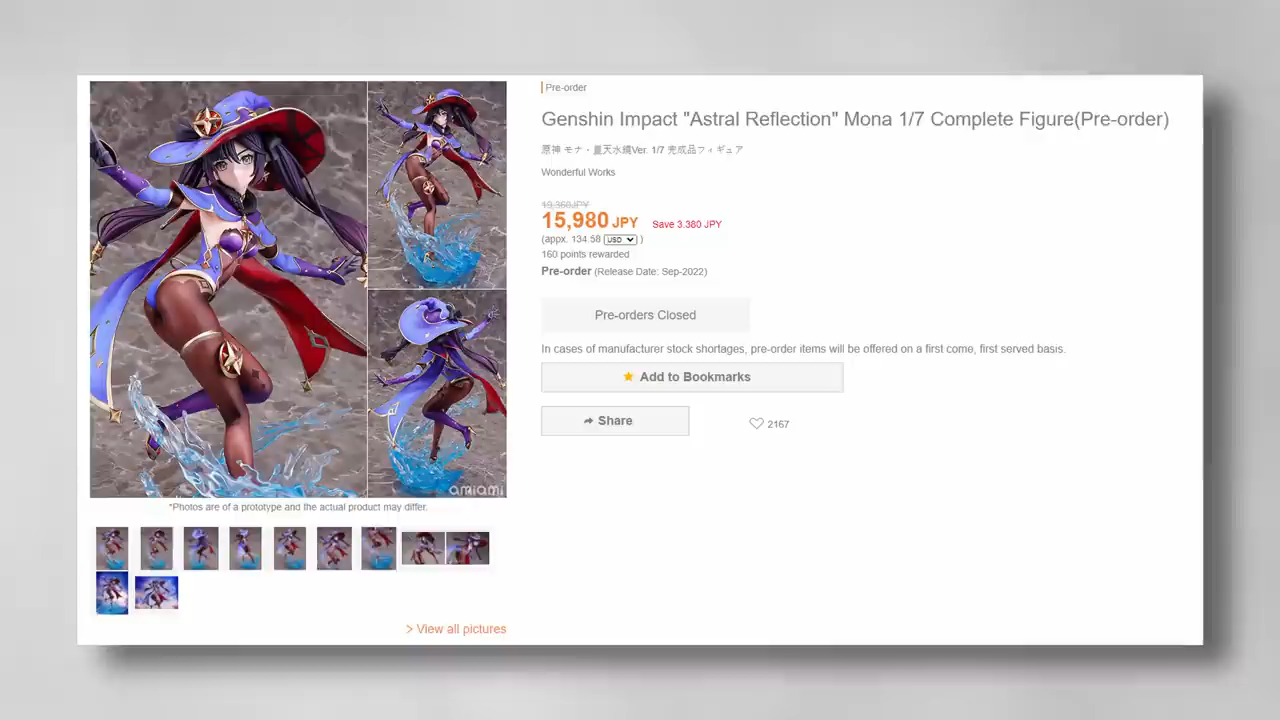 Pre-order
Genshin Impact "Astral Reflection" Mona 1/7 Complete Figure(Pre-order)
原神 モナ・星天水鏡Ver. 1/7 完成品フィギュア
Wonderful Works
19,360JPY
15,980 JPY Save 3,380 JPY
(appx. 134.58 USD )
160 points rewarded
Pre-order (Release Date: Sep-2022)
Pre-orders Closed
In cases of manufacturer stock shortages, pre-order items will be offered on a first come, first served basis.
★ Add to Bookmarks
Share
2167
amiami
*Photos are of a prototype and the actual product may differ.
> View all pictures